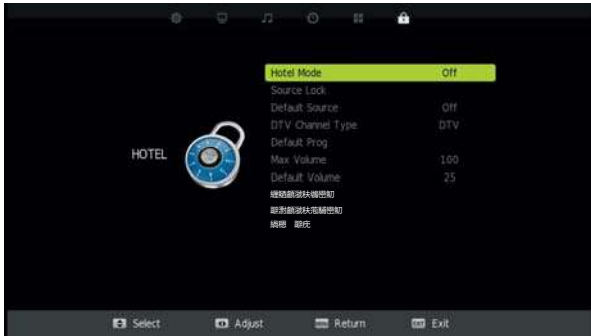 Hotel Mode Off
Source Lock
Default Source Off
DTV Channel Type DTV
Default Prog
HOTEL
Max Volume 100
Default Volume 25
Select Adjust Return Exit